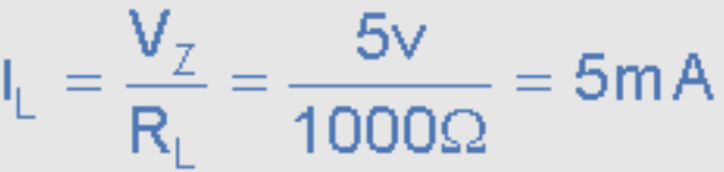 I_L = V_Z / R_L = 5v / 1000Ω = 5mA